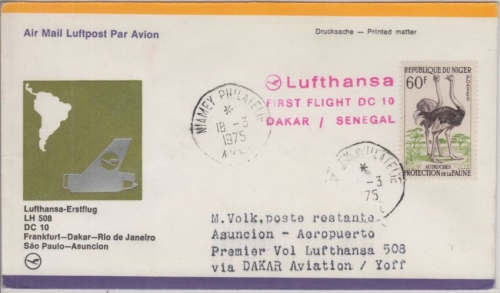 Air Mail Luftpost Par Avion
Drucksache – Printed matter
Lufthansa
FIRST FLIGHT DC 10
DAKAR / SENEGAL
REPUBLIQUE DU NIGER
60F
POSTES
AUTRUCHES
PROTECTION DE LA FAUNE
NIAMEY PHILATELIE
18 -3
1975
PHILATELIE
-3
75
Lufthansa-Erstflug
LH 508
DC 10
Frankfurt–Dakar–Rio de Janeiro
São Paulo–Asuncion
M.Volk,poste restante
Asuncion - Aeropuerto
Premier Vol Lufthansa 508
via DAKAR Aviation / Yoff